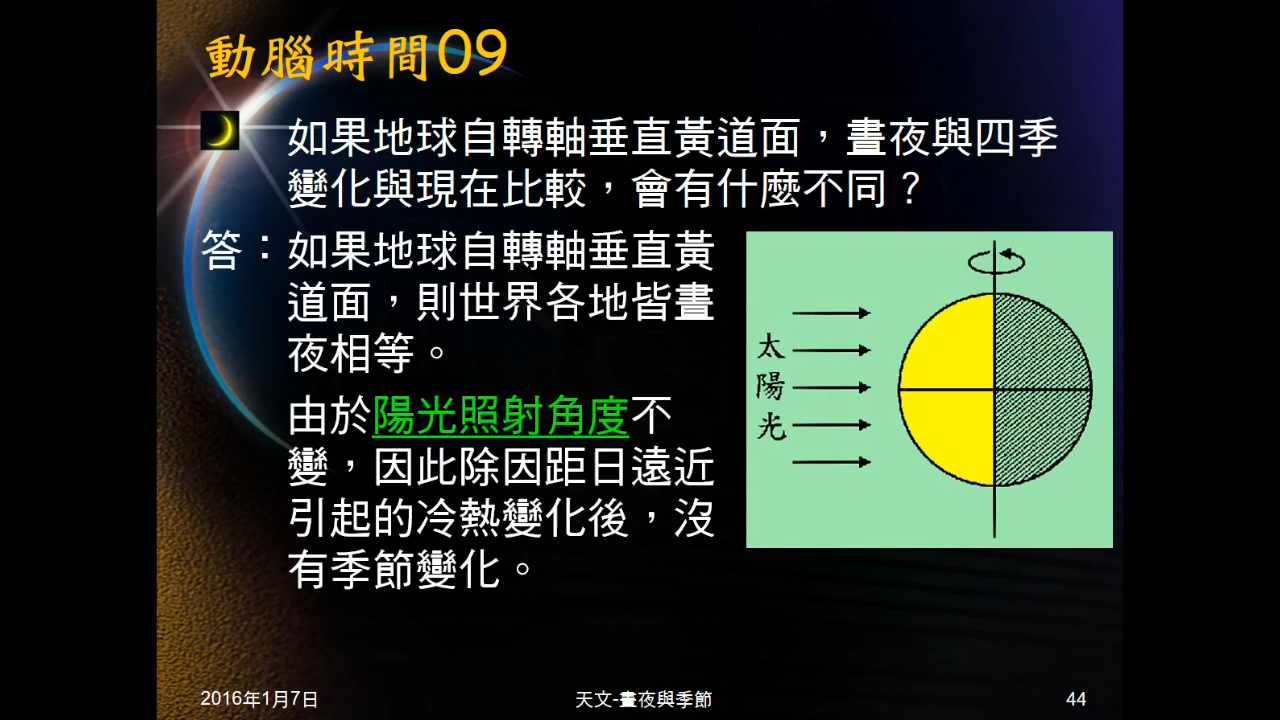 動腦時間09
如果地球自轉軸垂直黃道面，晝夜與四季
變化與現在比較，會有什麼不同？
答：如果地球自轉軸垂直黃
道面，則世界各地皆晝
夜相等。
由於陽光照射角度不
變，因此除因距日遠近
引起的冷熱變化後，沒
有季節變化。
太
陽
光
2016年1月7日
天文-晝夜與季節
44